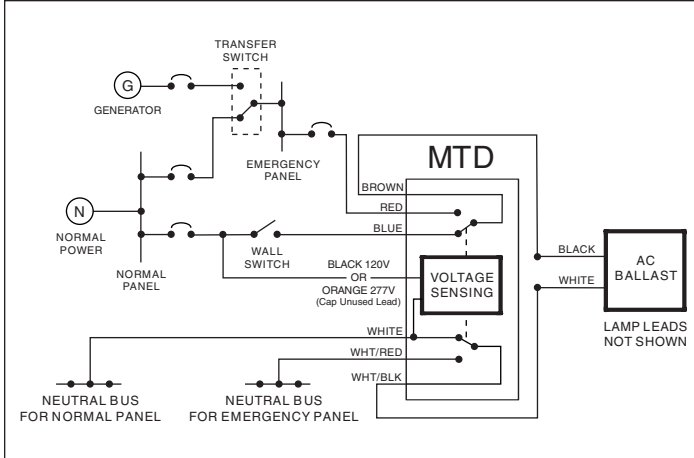 TRANSFER
SWITCH
G
GENERATOR
EMERGENCY
PANEL
MTD
BROWN
RED
BLUE
N
NORMAL
POWER
NORMAL
PANEL
WALL
SWITCH
BLACK 120V
OR
ORANGE 277V
(Cap Unused Lead)
VOLTAGE
SENSING
BLACK
WHITE
AC
BALLAST
LAMP LEADS
NOT SHOWN
WHITE
WHT/RED
WHT/BLK
NEUTRAL BUS
FOR NORMAL PANEL
NEUTRAL BUS
FOR EMERGENCY PANEL